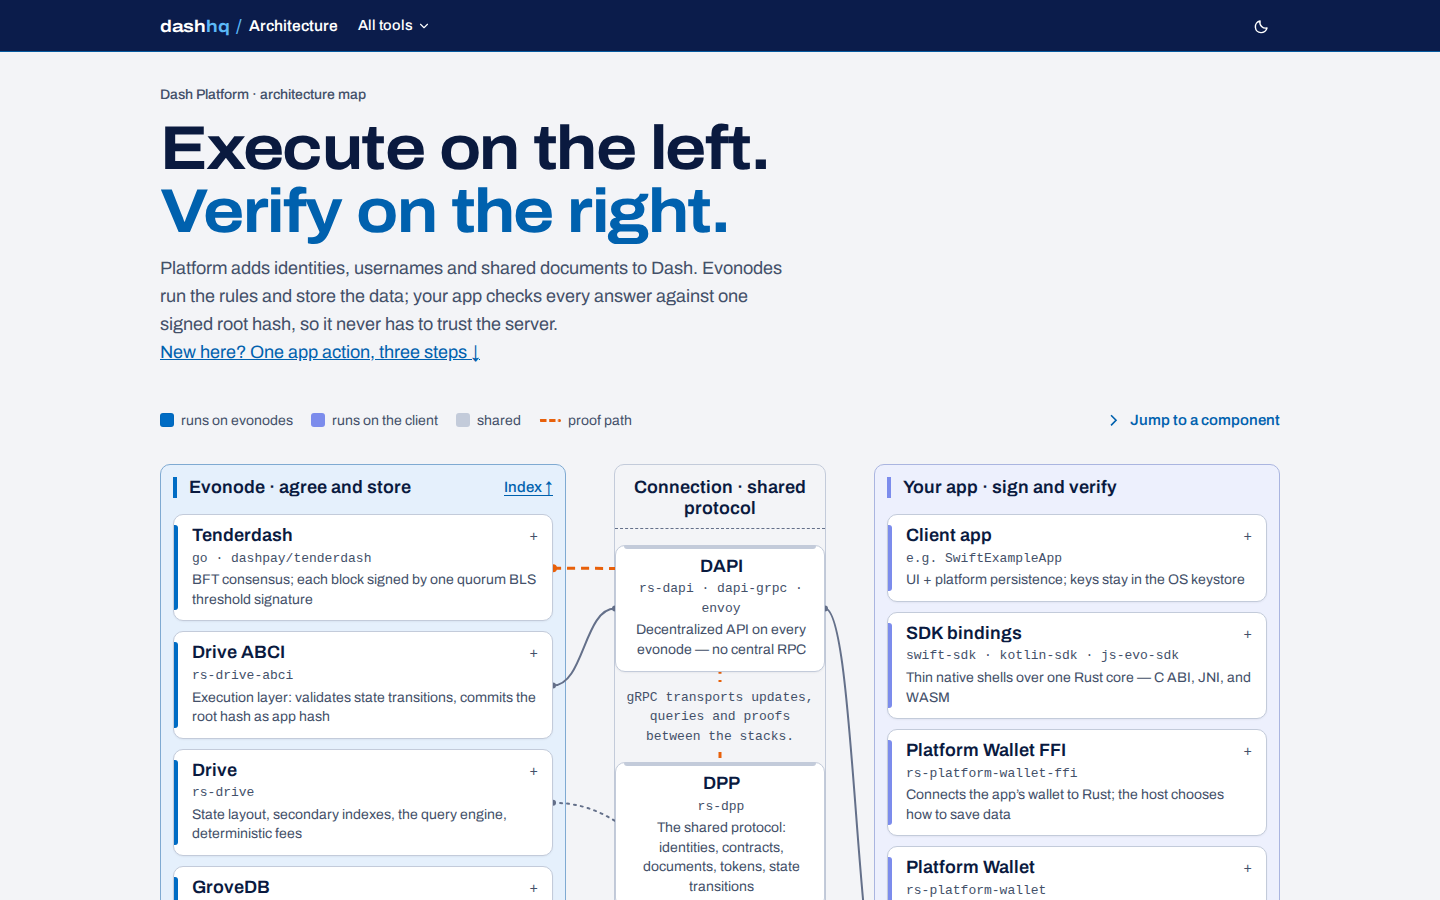 dashhq / Architecture All tools
Dash Platform · architecture map
Execute on the left.
Verify on the right.
Platform adds identities, usernames and shared documents to Dash. Evonodes
run the rules and store the data; your app checks every answer against one
signed root hash, so it never has to trust the server.
New here? One app action, three steps ↓
runs on evonodes
runs on the client
shared
proof path
Jump to a component
Evonode · agree and store
Index ↑
Tenderdash +
go · dashpay/tenderdash
BFT consensus; each block signed by one quorum BLS
threshold signature
Drive ABCI +
rs-drive-abci
Execution layer: validates state transitions, commits the
root hash as app hash
Drive +
rs-drive
State layout, secondary indexes, the query engine,
deterministic fees
GroveDB +
Connection · shared
protocol
DAPI
rs-dapi · dapi-grpc ·
envoy
Decentralized API on every
evonode — no central RPC
gRPC transports updates,
queries and proofs
between the stacks.
DPP
rs-dpp
The shared protocol:
identities, contracts,
documents, tokens, state
transitions
Your app · sign and verify
Client app +
e.g. SwiftExampleApp
UI + platform persistence; keys stay in the OS keystore
SDK bindings +
swift-sdk · kotlin-sdk · js-evo-sdk
Thin native shells over one Rust core — C ABI, JNI, and
WASM
Platform Wallet FFI +
rs-platform-wallet-ffi
Connects the app's wallet to Rust; the host chooses
how to save data
Platform Wallet +
rs-platform-wallet